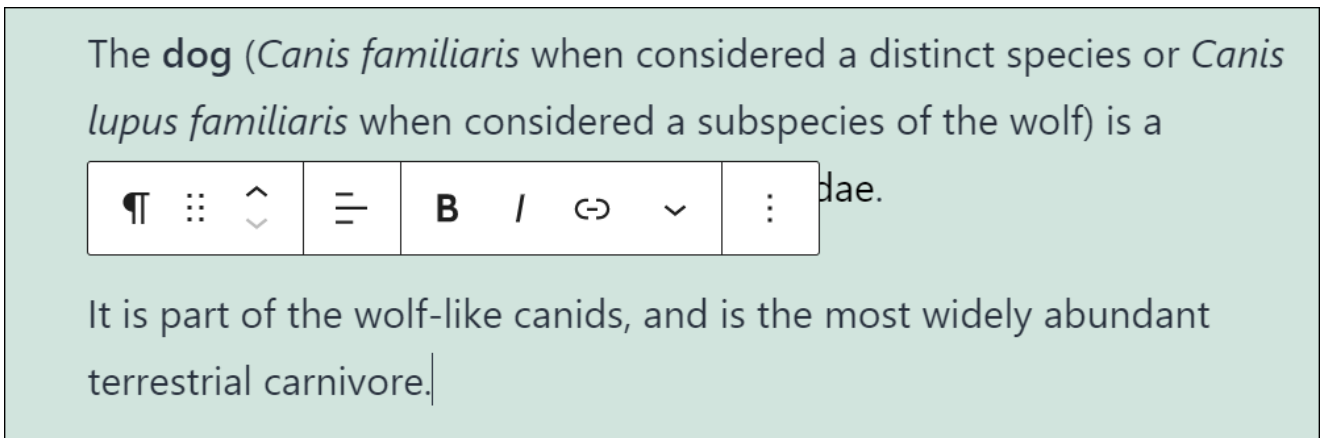 The dog (Canis familiaris when considered a distinct species or Canis
lupus familiaris when considered a subspecies of the wolf) is a
dae.
¶ B I
It is part of the wolf-like canids, and is the most widely abundant
terrestrial carnivore.